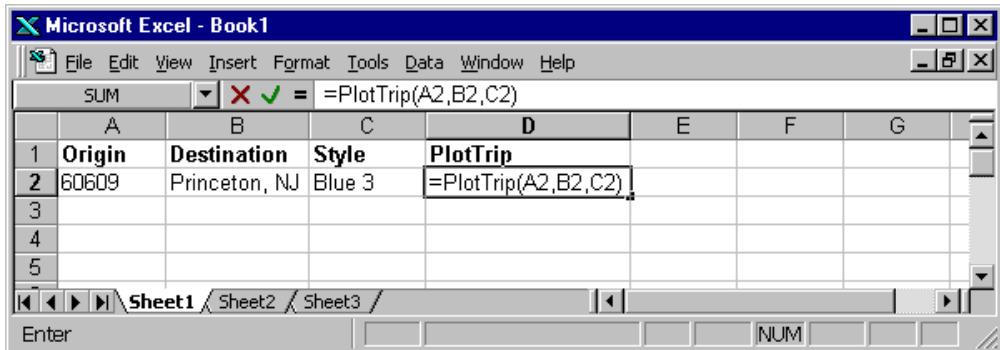 Microsoft Excel - Book1
File Edit View Insert Format Tools Data Window Help
SUM = =PlotTrip(A2,B2,C2)
A B C D E F G
1 Origin Destination Style PlotTrip
2 60609 Princeton, NJ Blue 3 =PlotTrip(A2,B2,C2)
3
4
5
Sheet1 Sheet2 Sheet3
Enter NUM